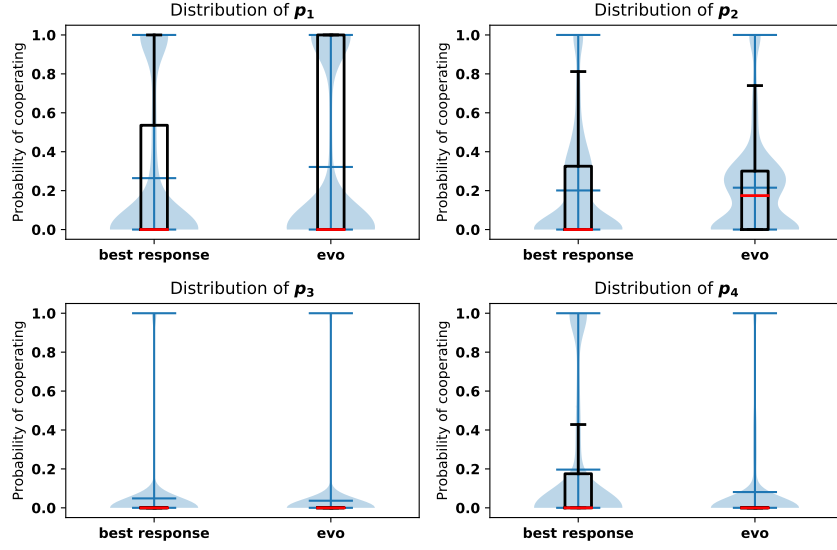 Distribution of p₁
Probability of cooperating
1.0
0.8
0.6
0.4
0.2
0.0
best response evo
Distribution of p₂
Probability of cooperating
1.0
0.8
0.6
0.4
0.2
0.0
best response evo
Distribution of p₃
Probability of cooperating
1.0
0.8
0.6
0.4
0.2
0.0
best response evo
Distribution of p₄
Probability of cooperating
1.0
0.8
0.6
0.4
0.2
0.0
best response evo